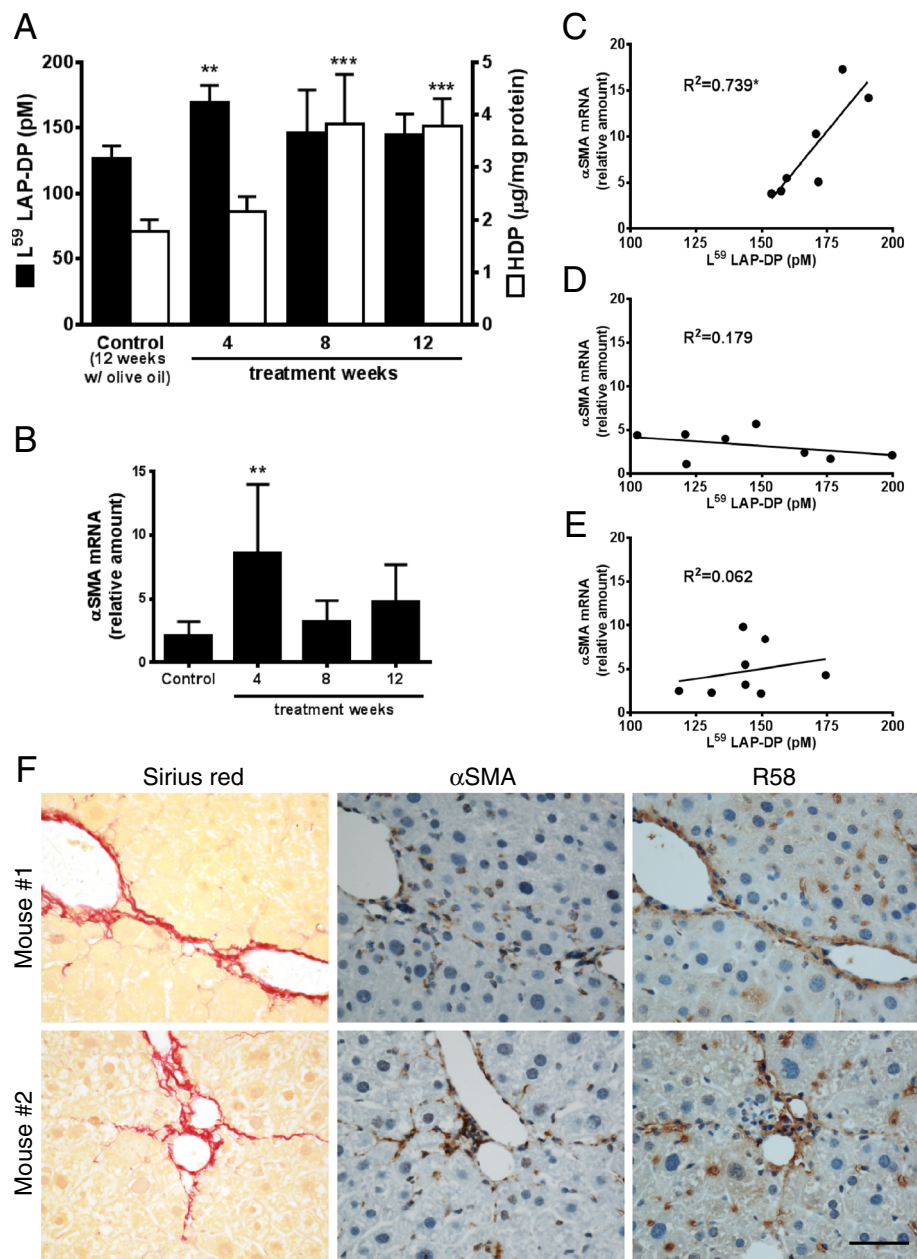 A
200
150
100
50
0
L⁵⁹ LAP-DP (pM)
**
***
***
5
4
3
2
1
0
HDP (μg/mg protein)
Control
(12 weeks
w/ olive oil)
4
8
12
treatment weeks
B
15
10
5
0
αSMA mRNA
(relative amount)
**
Control
4
8
12
treatment weeks
C
20
15
10
5
0
αSMA mRNA
(relative amount)
R²=0.739*
100
125
150
175
200
L⁵⁹ LAP-DP (pM)
D
20
15
10
5
0
αSMA mRNA
(relative amount)
R²=0.179
100
125
150
175
200
L⁵⁹ LAP-DP (pM)
E
20
15
10
5
0
αSMA mRNA
(relative amount)
R²=0.062
100
125
150
175
200
L⁵⁹ LAP-DP (pM)
F
Sirius red
αSMA
R58
Mouse #1
Mouse #2